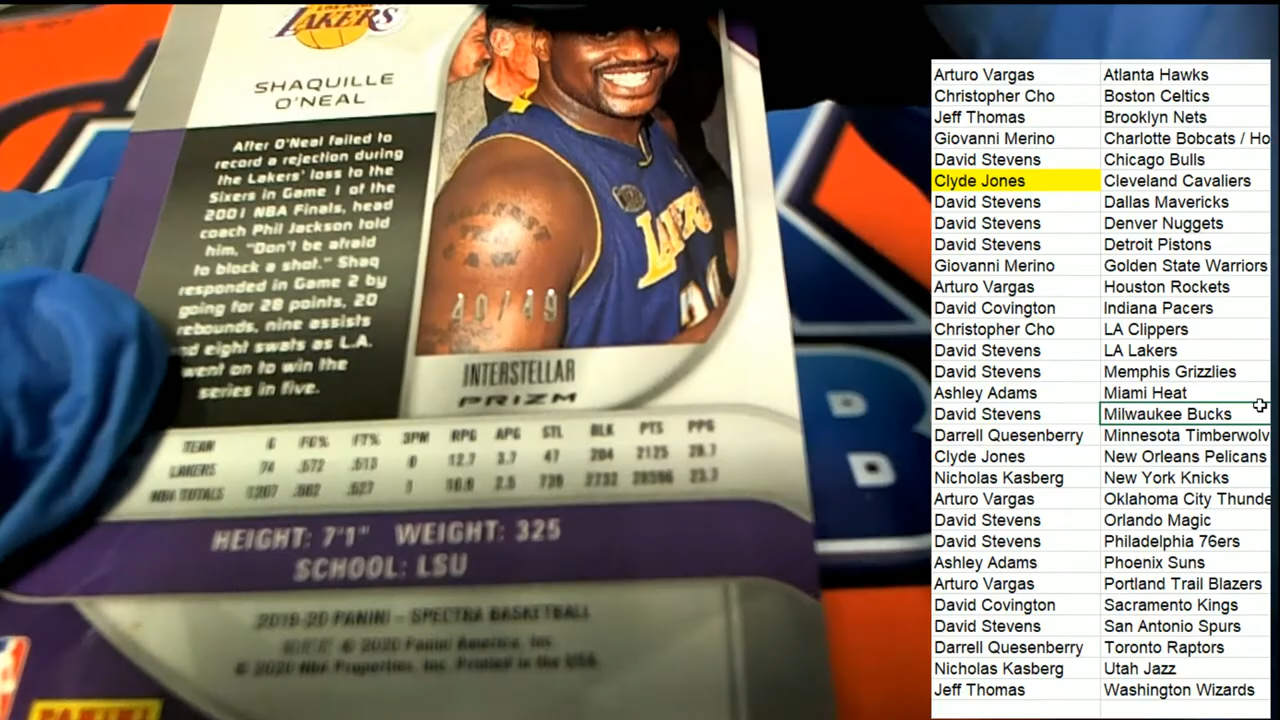 LAKERS
SHAQUILLE
O'NEAL
After O'Neal failed to
record a rejection during
the Lakers' loss to the
Sixers in Game 1 of the
2001 NBA Finals, head
coach Phil Jackson told
him, "Don't be afraid
to block a shot." Shaq
responded in Game 2 by
going for 28 points, 20
rebounds, nine assists
and eight swats as L.A.
went on to win the
series in five.
LAKERS
40/49
INTERSTELLAR
PRIZM
TEAM G FG% FT% 3PM RPG APG STL BLK PTS PPG
LAKERS 74 .572 .513 0 12.7 3.7 47 204 2125 28.7
NBA TOTALS 1207 .582 .527 1 10.9 2.5 739 2732 28596 23.7
HEIGHT: 7'1" WEIGHT: 325
SCHOOL: LSU
2019-20 PANINI - SPECTRA BASKETBALL
© 2020 Panini America, Inc.
© 2020 NBA Properties, Inc. Printed in the USA.
PANINI
B
Arturo Vargas Atlanta Hawks
Christopher Cho Boston Celtics
Jeff Thomas Brooklyn Nets
Giovanni Merino Charlotte Bobcats / Ho
David Stevens Chicago Bulls
Clyde Jones Cleveland Cavaliers
David Stevens Dallas Mavericks
David Stevens Denver Nuggets
David Stevens Detroit Pistons
Giovanni Merino Golden State Warriors
Arturo Vargas Houston Rockets
David Covington Indiana Pacers
Christopher Cho LA Clippers
David Stevens LA Lakers
David Stevens Memphis Grizzlies
Ashley Adams Miami Heat
David Stevens Milwaukee Bucks
Darrell Quesenberry Minnesota Timberwolv
Clyde Jones New Orleans Pelicans
Nicholas Kasberg New York Knicks
Arturo Vargas Oklahoma City Thunde
David Stevens Orlando Magic
David Stevens Philadelphia 76ers
Ashley Adams Phoenix Suns
Arturo Vargas Portland Trail Blazers
David Covington Sacramento Kings
David Stevens San Antonio Spurs
Darrell Quesenberry Toronto Raptors
Nicholas Kasberg Utah Jazz
Jeff Thomas Washington Wizards